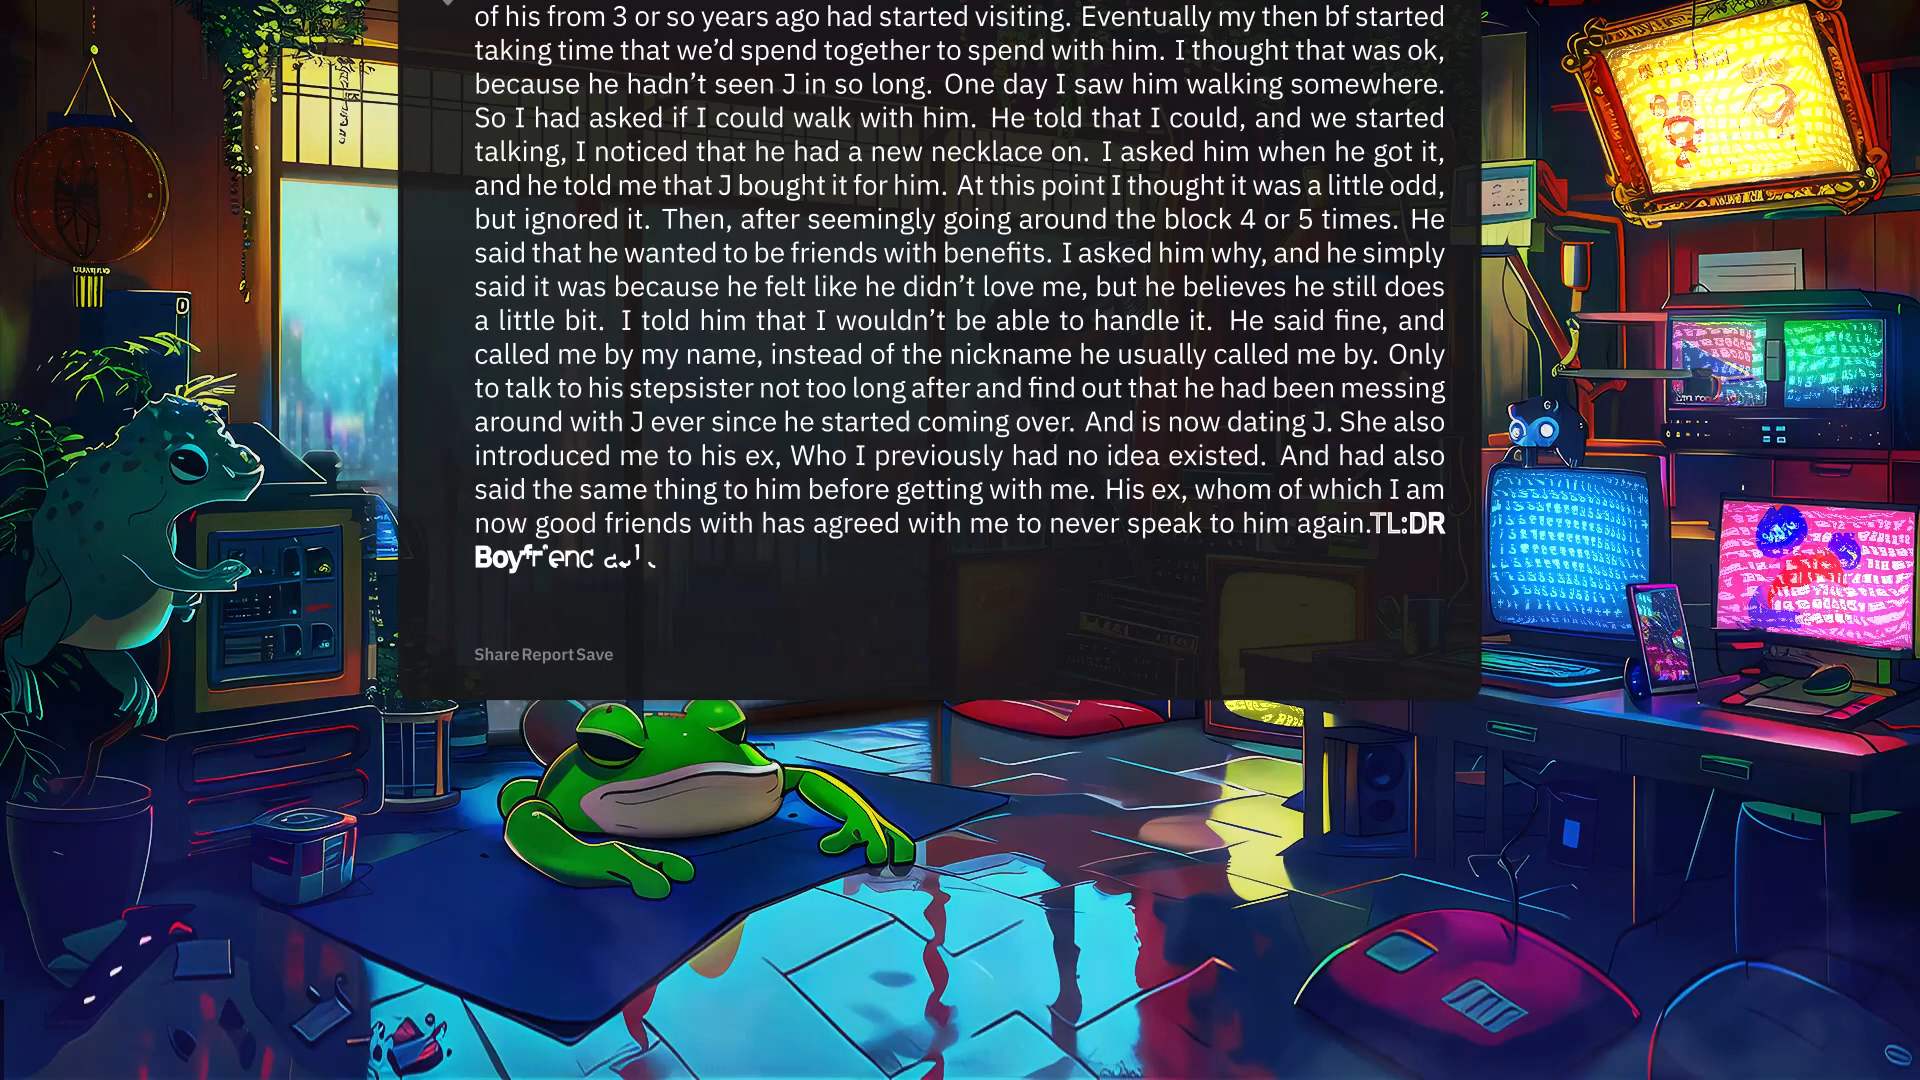 of his from 3 or so years ago had started visiting. Eventually my then bf started
taking time that we’d spend together to spend with him. I thought that was ok,
because he hadn’t seen J in so long. One day I saw him walking somewhere.
So I had asked if I could walk with him. He told that I could, and we started
talking, I noticed that he had a new necklace on. I asked him when he got it,
and he told me that J bought it for him. At this point I thought it was a little odd,
but ignored it. Then, after seemingly going around the block 4 or 5 times. He
said that he wanted to be friends with benefits. I asked him why, and he simply
said it was because he felt like he didn’t love me, but he believes he still does
a little bit. I told him that I wouldn’t be able to handle it. He said fine, and
called me by my name, instead of the nickname he usually called me by. Only
to talk to his stepsister not too long after and find out that he had been messing
around with J ever since he started coming over. And is now dating J. She also
introduced me to his ex, Who I previously had no idea existed. And had also
said the same thing to him before getting with me. His ex, whom of which I am
now good friends with has agreed with me to never speak to him again.TL:DR
Boyfrienc
Share Report Save